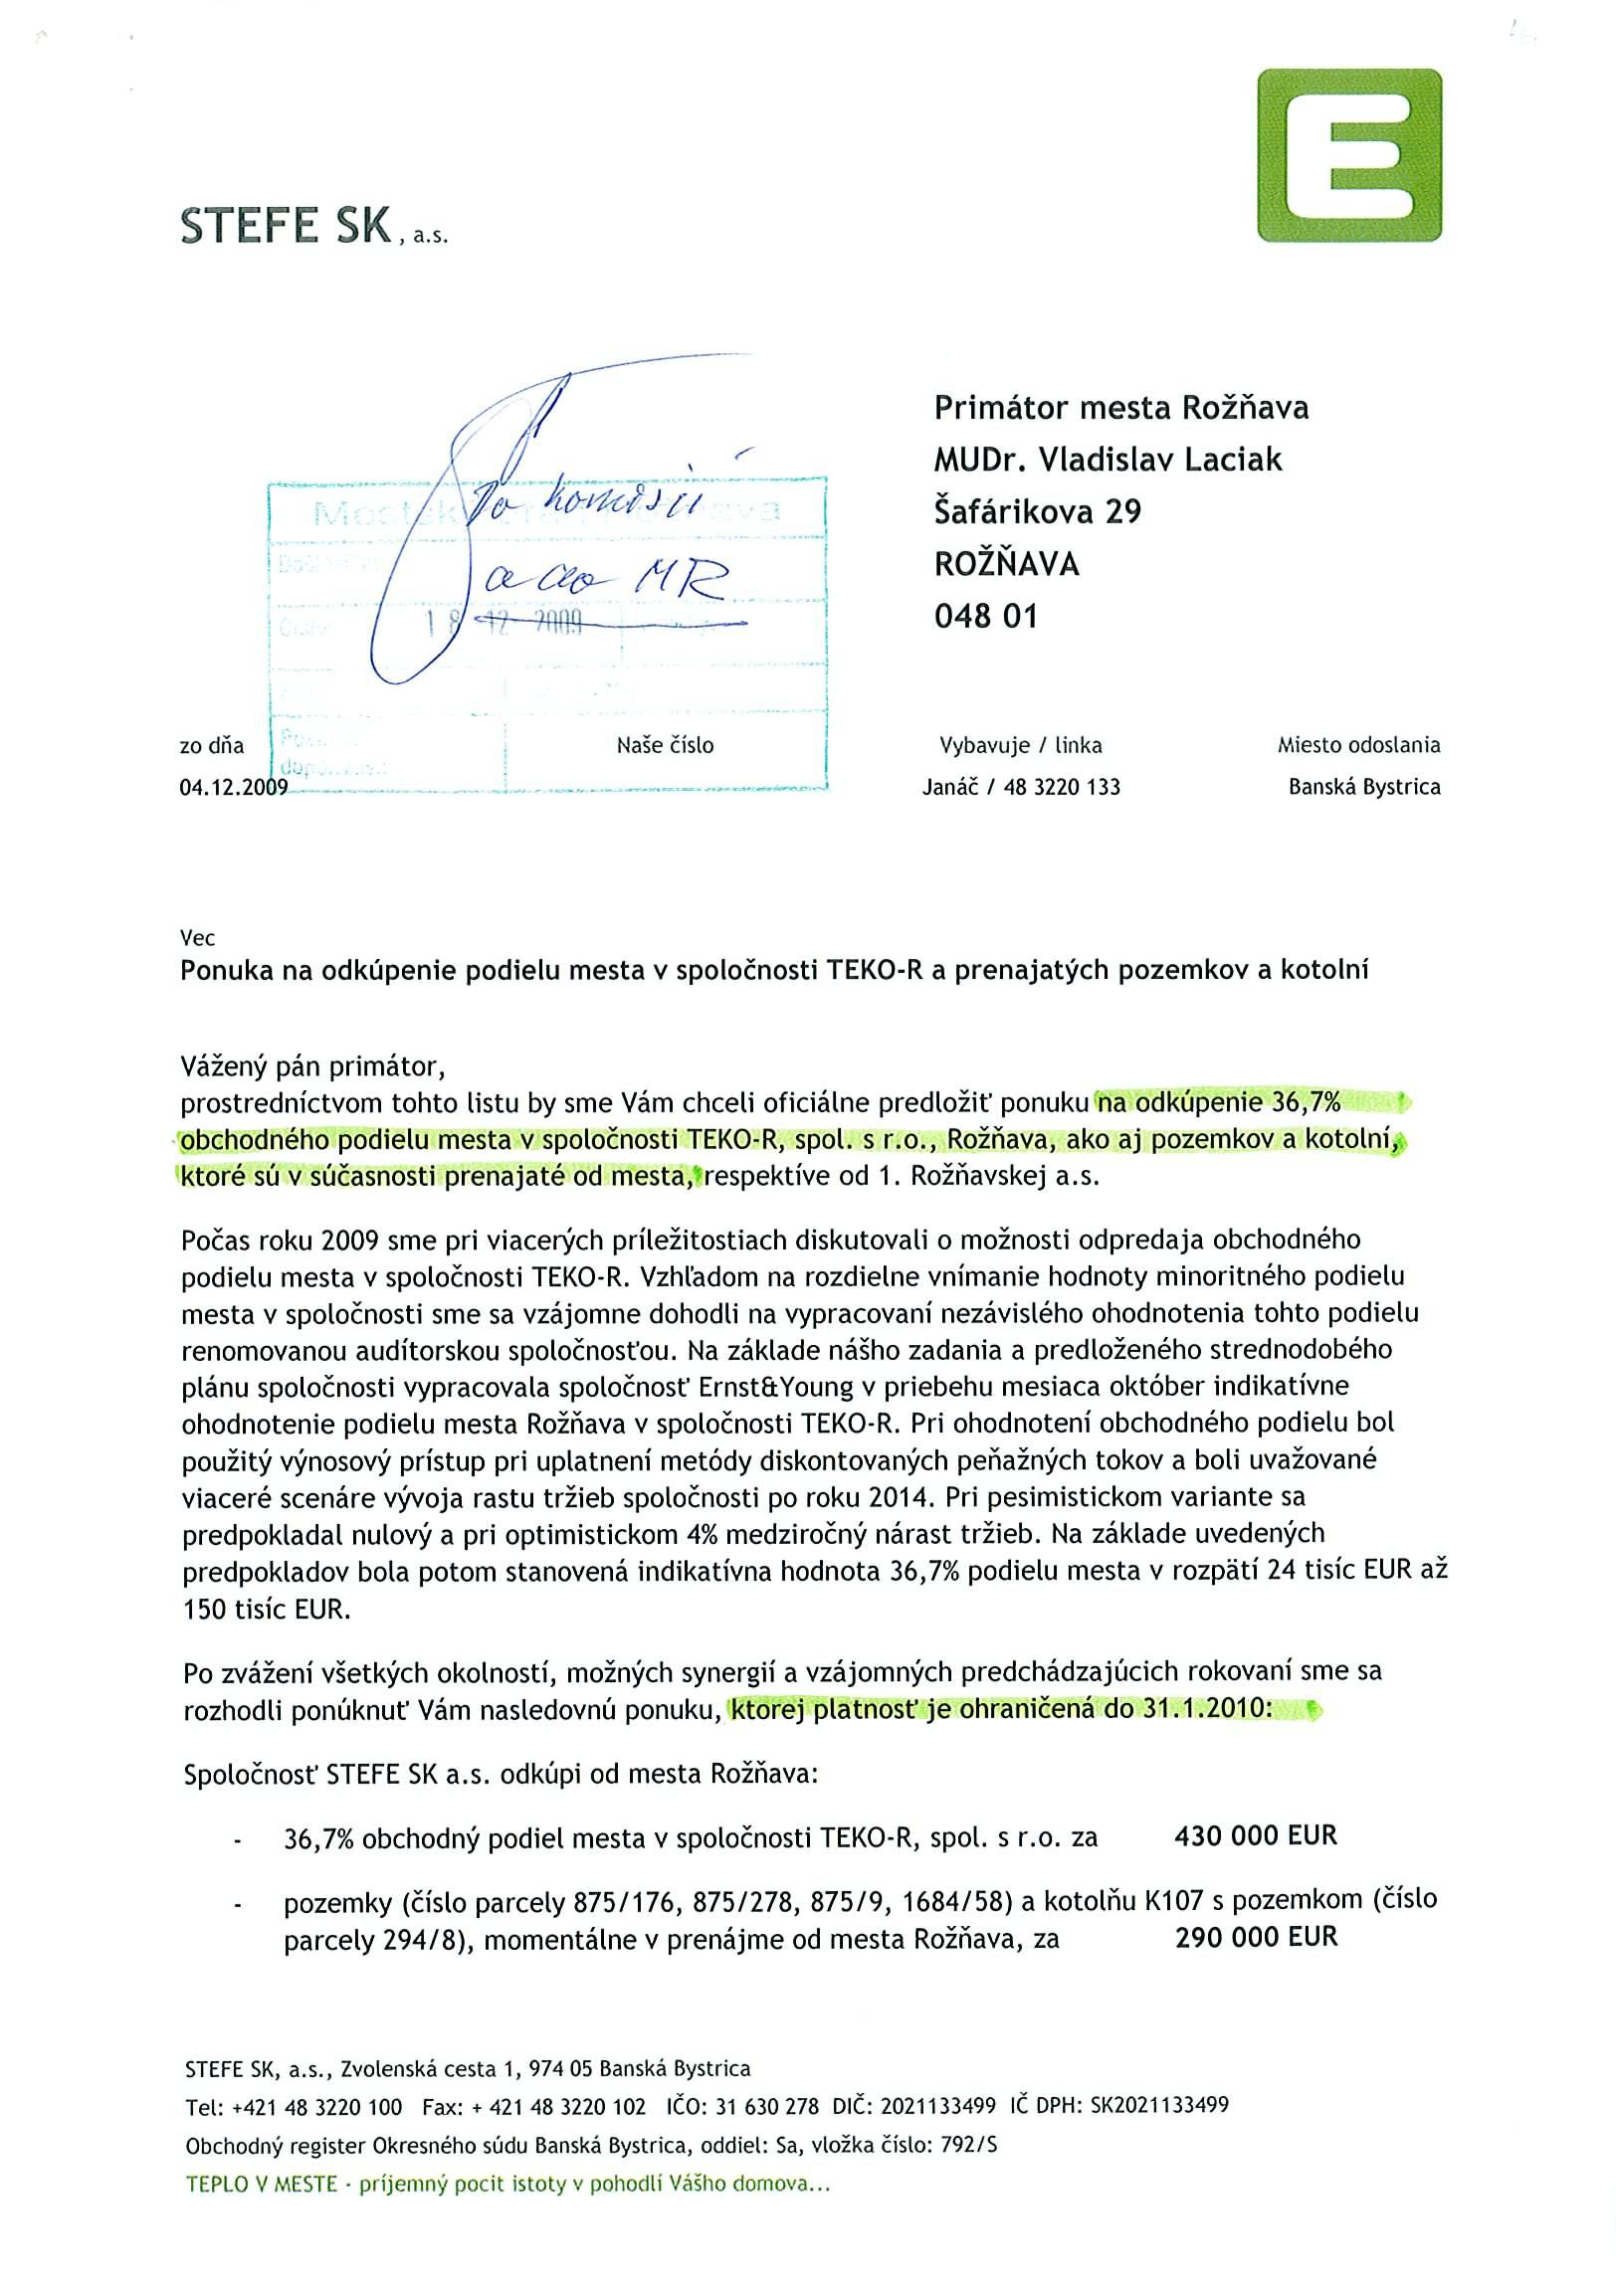 E
STEFE SK, a.s.
Primátor mesta Rožňava
MUDr. Vladislav Laciak
Šafárikova 29
ROŽŇAVA
048 01
komisií
a do MR
18 12 2009
zo dňa
Naše číslo
Vybavuje / linka
Miesto odoslania
04.12.2009
Janáč / 48 3220 133
Banská Bystrica
Vec
Ponuka na odkúpenie podielu mesta v spoločnosti TEKO-R a prenajatých pozemkov a kotolní
Vážený pán primátor,
prostredníctvom tohto listu by sme Vám chceli oficiálne predložiť ponuku na odkúpenie 36,7%
obchodného podielu mesta v spoločnosti TEKO-R, spol. s r.o., Rožňava, ako aj pozemkov a kotolní,
ktoré sú v súčasnosti prenajaté od mesta, respektíve od 1. Rožňavskej a.s.
Počas roku 2009 sme pri viacerých príležitostiach diskutovali o možnosti odpredaja obchodného
podielu mesta v spoločnosti TEKO-R. Vzhľadom na rozdielne vnímanie hodnoty minoritného podielu
mesta v spoločnosti sme sa vzájomne dohodli na vypracovaní nezávislého ohodnotenia tohto podielu
renomovanou audítorskou spoločnosťou. Na základe nášho zadania a predloženého strednodobého
plánu spoločnosti vypracovala spoločnosť Ernst&Young v priebehu mesiaca október indikatívne
ohodnotenie podielu mesta Rožňava v spoločnosti TEKO-R. Pri ohodnotení obchodného podielu bol
použitý výnosový prístup pri uplatnení metódy diskontovaných peňažných tokov a boli uvažované
viaceré scenáre vývoja rastu tržieb spoločnosti po roku 2014. Pri pesimistickom variante sa
predpokladal nulový a pri optimistickom 4% medziročný nárast tržieb. Na základe uvedených
predpokladov bola potom stanovená indikatívna hodnota 36,7% podielu mesta v rozpätí 24 tisíc EUR až
150 tisíc EUR.
Po zvážení všetkých okolností, možných synergií a vzájomných predchádzajúcich rokovaní sme sa
rozhodli ponúknuť Vám nasledovnú ponuku, ktorej platnosť je ohraničená do 31.1.2010:
Spoločnosť STEFE SK a.s. odkúpi od mesta Rožňava:
- 36,7% obchodný podiel mesta v spoločnosti TEKO-R, spol. s r.o. za 430 000 EUR
- pozemky (číslo parcely 875/176, 875/278, 875/9, 1684/58) a kotolňu K107 s pozemkom (číslo
parcely 294/8), momentálne v prenájme od mesta Rožňava, za 290 000 EUR
STEFE SK, a.s., Zvolenská cesta 1, 974 05 Banská Bystrica
Tel: +421 48 3220 100 Fax: + 421 48 3220 102 IČO: 31 630 278 DIČ: 2021133499 IČ DPH: SK2021133499
Obchodný register Okresného súdu Banská Bystrica, oddiel: Sa, vložka číslo: 792/S
TEPLO V MESTE - príjemný pocit istoty v pohodlí Vášho domova...